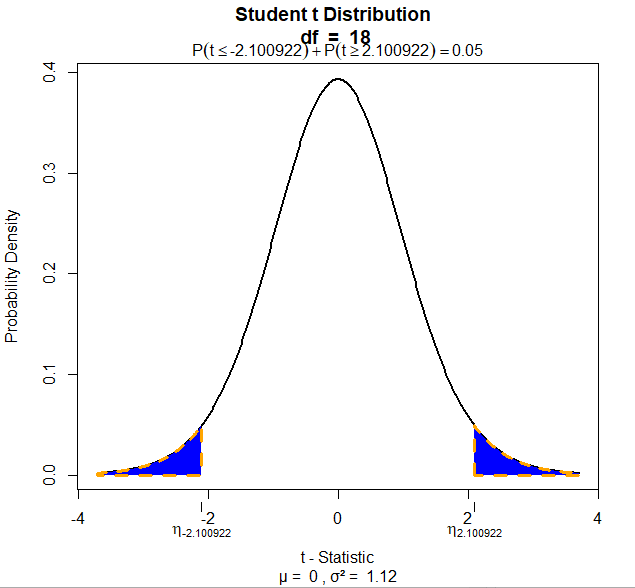 Student t Distribution
df = 18
P(t ≤ -2.100922) + P(t ≥ 2.100922) = 0.05
Probability Density
0.4
0.3
0.2
0.1
0.0
-4 -2 0 2 4
η-2.100922 η2.100922
t - Statistic
μ = 0 , σ² = 1.12